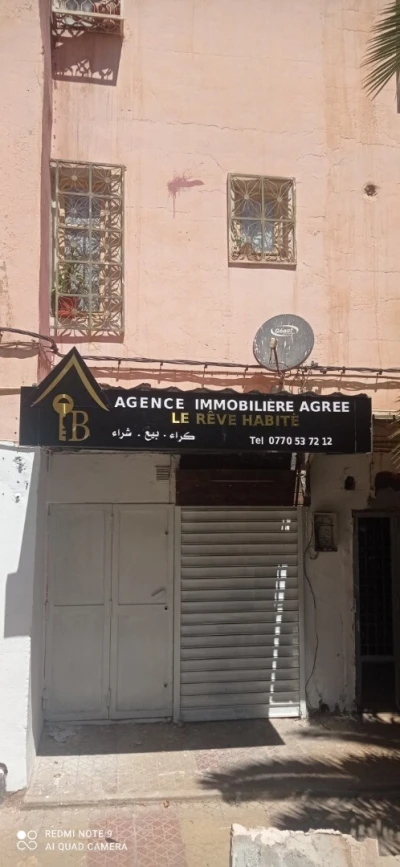 Géant
AGENCE IMMOBILIERE AGREE
LE RÊVE HABITÉ
B
كراء . بيع . شراء
Tel 0770 53 72 12
REDMI NOTE 9
AI QUAD CAMERA